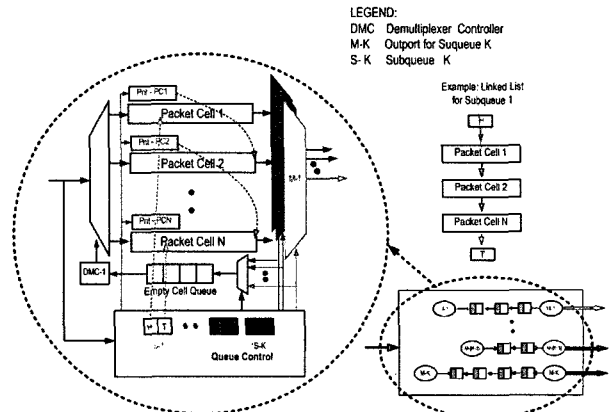 LEGEND:
DMC Demultiplexer Controller
M-K Outport for Suqueue K
S-K Subqueue K
Example: Linked List
for Subqueue 1
H
Packet Cell 1
Packet Cell 2
Packet Cell N
T
Pnt - PC1
Packet Cell 1
Pnt - PC2
Packet Cell 2
Pnt - PCN
Packet Cell N
M-1
DMC-1
Empty Cell Queue
H T
S-K
Queue Control
M-K
M-K